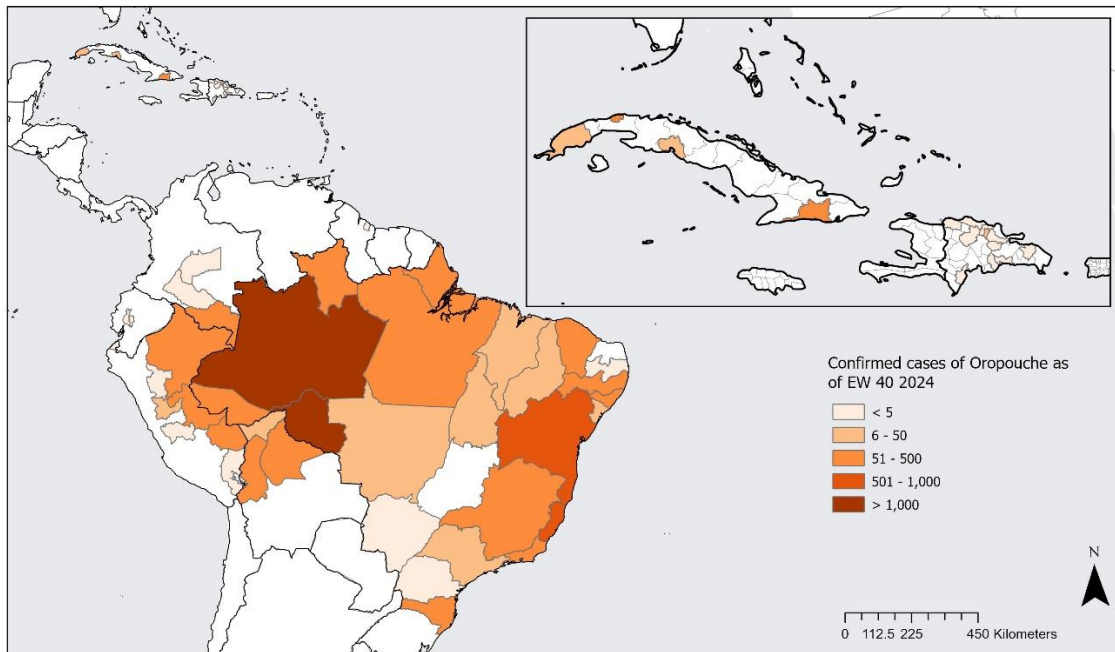 Confirmed cases of Oropouche as
of EW 40 2024
< 5
6 - 50
51 - 500
501 - 1,000
> 1,000
N
0 112.5 225 450 Kilometers